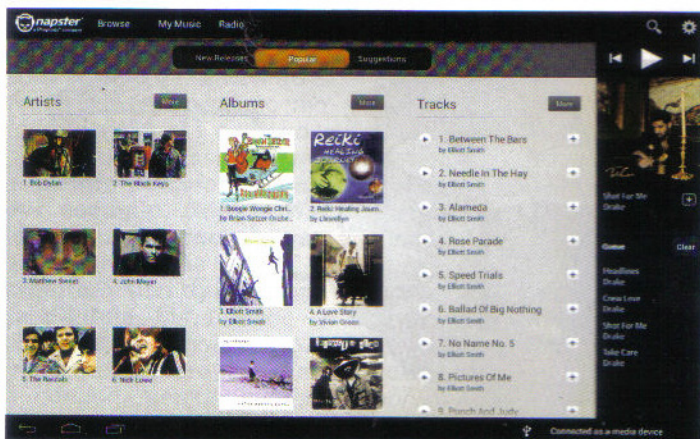 napster
Browse
My Music
Radio
New Releases
Popular
Suggestions
Artists
More
1. Bob Dylan
2. The Black Keys
3. Matthew Sweet
4. John Mayer
5. The Rascals
6. Nick Lowe
Albums
More
1. Boogie Woogie Chri...
by Brian Setzer Orche...
2. Reiki Healing Journ...
by Llewellyn
3. Elliott Smith
by Elliott Smith
4. A Love Story
by Vivian Green
Tracks
More
1. Between The Bars
by Elliott Smith
2. Needle In The Hay
by Elliott Smith
3. Alameda
by Elliott Smith
4. Rose Parade
by Elliott Smith
5. Speed Trials
by Elliott Smith
6. Ballad Of Big Nothing
by Elliott Smith
7. No Name No. 5
by Elliott Smith
8. Pictures Of Me
by Elliott Smith
9. Punch And Judy
Shot For Me
Drake
Queue
Clear
Headlines
Drake
Crew Love
Drake
Shot For Me
Drake
Take Care
Drake
Connected as a media device